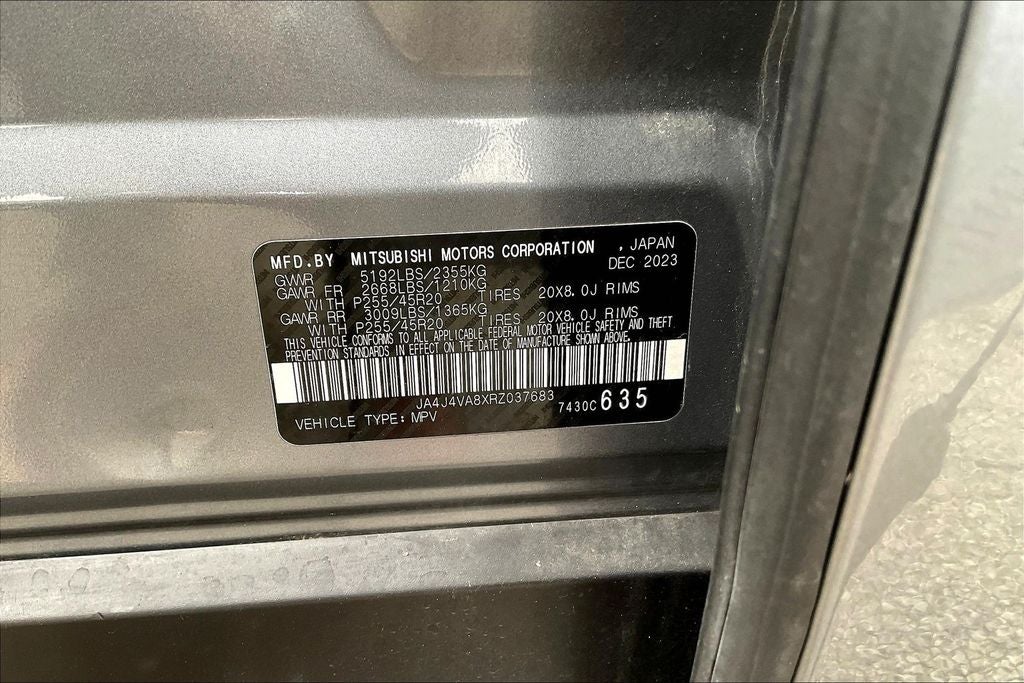 MFD.BY MITSUBISHI MOTORS CORPORATION , JAPAN
GVWR 5192LBS/2355KG DEC 2023
GAWR FR 2668LBS/1210KG
WITH P255/45R20 TIRES 20X8.0J RIMS
GAWR RR 3009LBS/1365KG
WITH P255/45R20 TIRES 20X8.0J RIMS
THIS VEHICLE CONFORMS TO ALL APPLICABLE FEDERAL MOTOR VEHICLE SAFETY AND THEFT
PREVENTION STANDARDS IN EFFECT ON THE DATE OF MANUFACTURE SHOWN ABOVE.
JA4J4VA8XRZ037683 7430C 635
VEHICLE TYPE: MPV